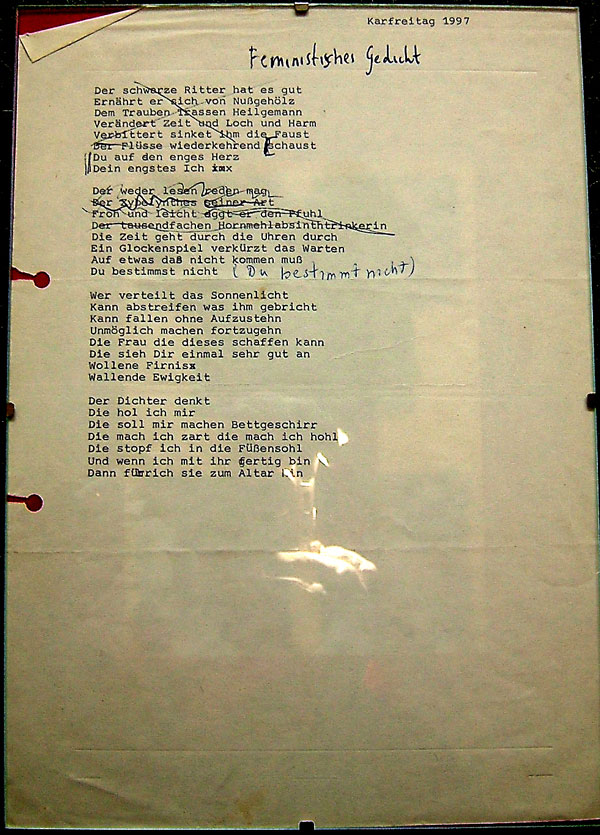 Karfreitag 1997
Feministisches Gedicht
Der schwarze Ritter hat es gut
Ernährt er sich von Nußgehölz
Dem Trauben Trassen Heilgemann
Verändert Zeit und Loch und Harm
Verbittert sinket ihm die Faust
Der Flüsse wiederkehrend schaust
Du auf den enges Herz
Dein engstes Ich
Der weder lesen reden mag
Der seiner Art
Fron und leicht eggt er den Pfuhl
Der tausendfachen Hornmehlabsinthtrinkerin
Die Zeit geht durch die Uhren durch
Ein Glockenspiel verkürzt das Warten
Auf etwas daß nicht kommen muß
Du bestimmst nicht (Du bestimmt nicht)
Wer verteilt das Sonnenlicht
Kann abstreifen was ihm gebricht
Kann fallen ohne Aufzustehn
Unmöglich machen fortzugehn
Die Frau die dieses schaffen kann
Die sieh Dir einmal sehr gut an
Wollene Firnis
Wallende Ewigkeit
Der Dichter denkt
Die hol ich mir
Die soll mir machen Bettgeschirr
Die mach ich zart die mach ich hohl
Die stopf ich in die Füßensohl
Und wenn ich mit ihr fertig bin
Dann führich sie zum Altar hin